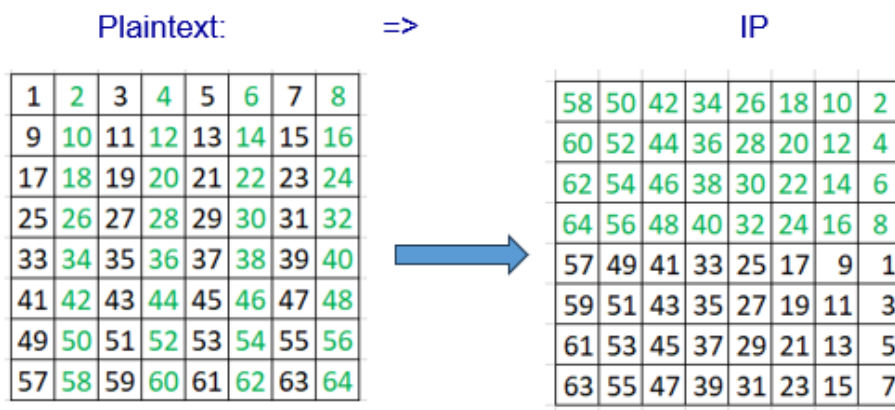 Plaintext: => IP
1 2 3 4 5 6 7 8
9 10 11 12 13 14 15 16
17 18 19 20 21 22 23 24
25 26 27 28 29 30 31 32
33 34 35 36 37 38 39 40
41 42 43 44 45 46 47 48
49 50 51 52 53 54 55 56
57 58 59 60 61 62 63 64
58 50 42 34 26 18 10 2
60 52 44 36 28 20 12 4
62 54 46 38 30 22 14 6
64 56 48 40 32 24 16 8
57 49 41 33 25 17 9 1
59 51 43 35 27 19 11 3
61 53 45 37 29 21 13 5
63 55 47 39 31 23 15 7